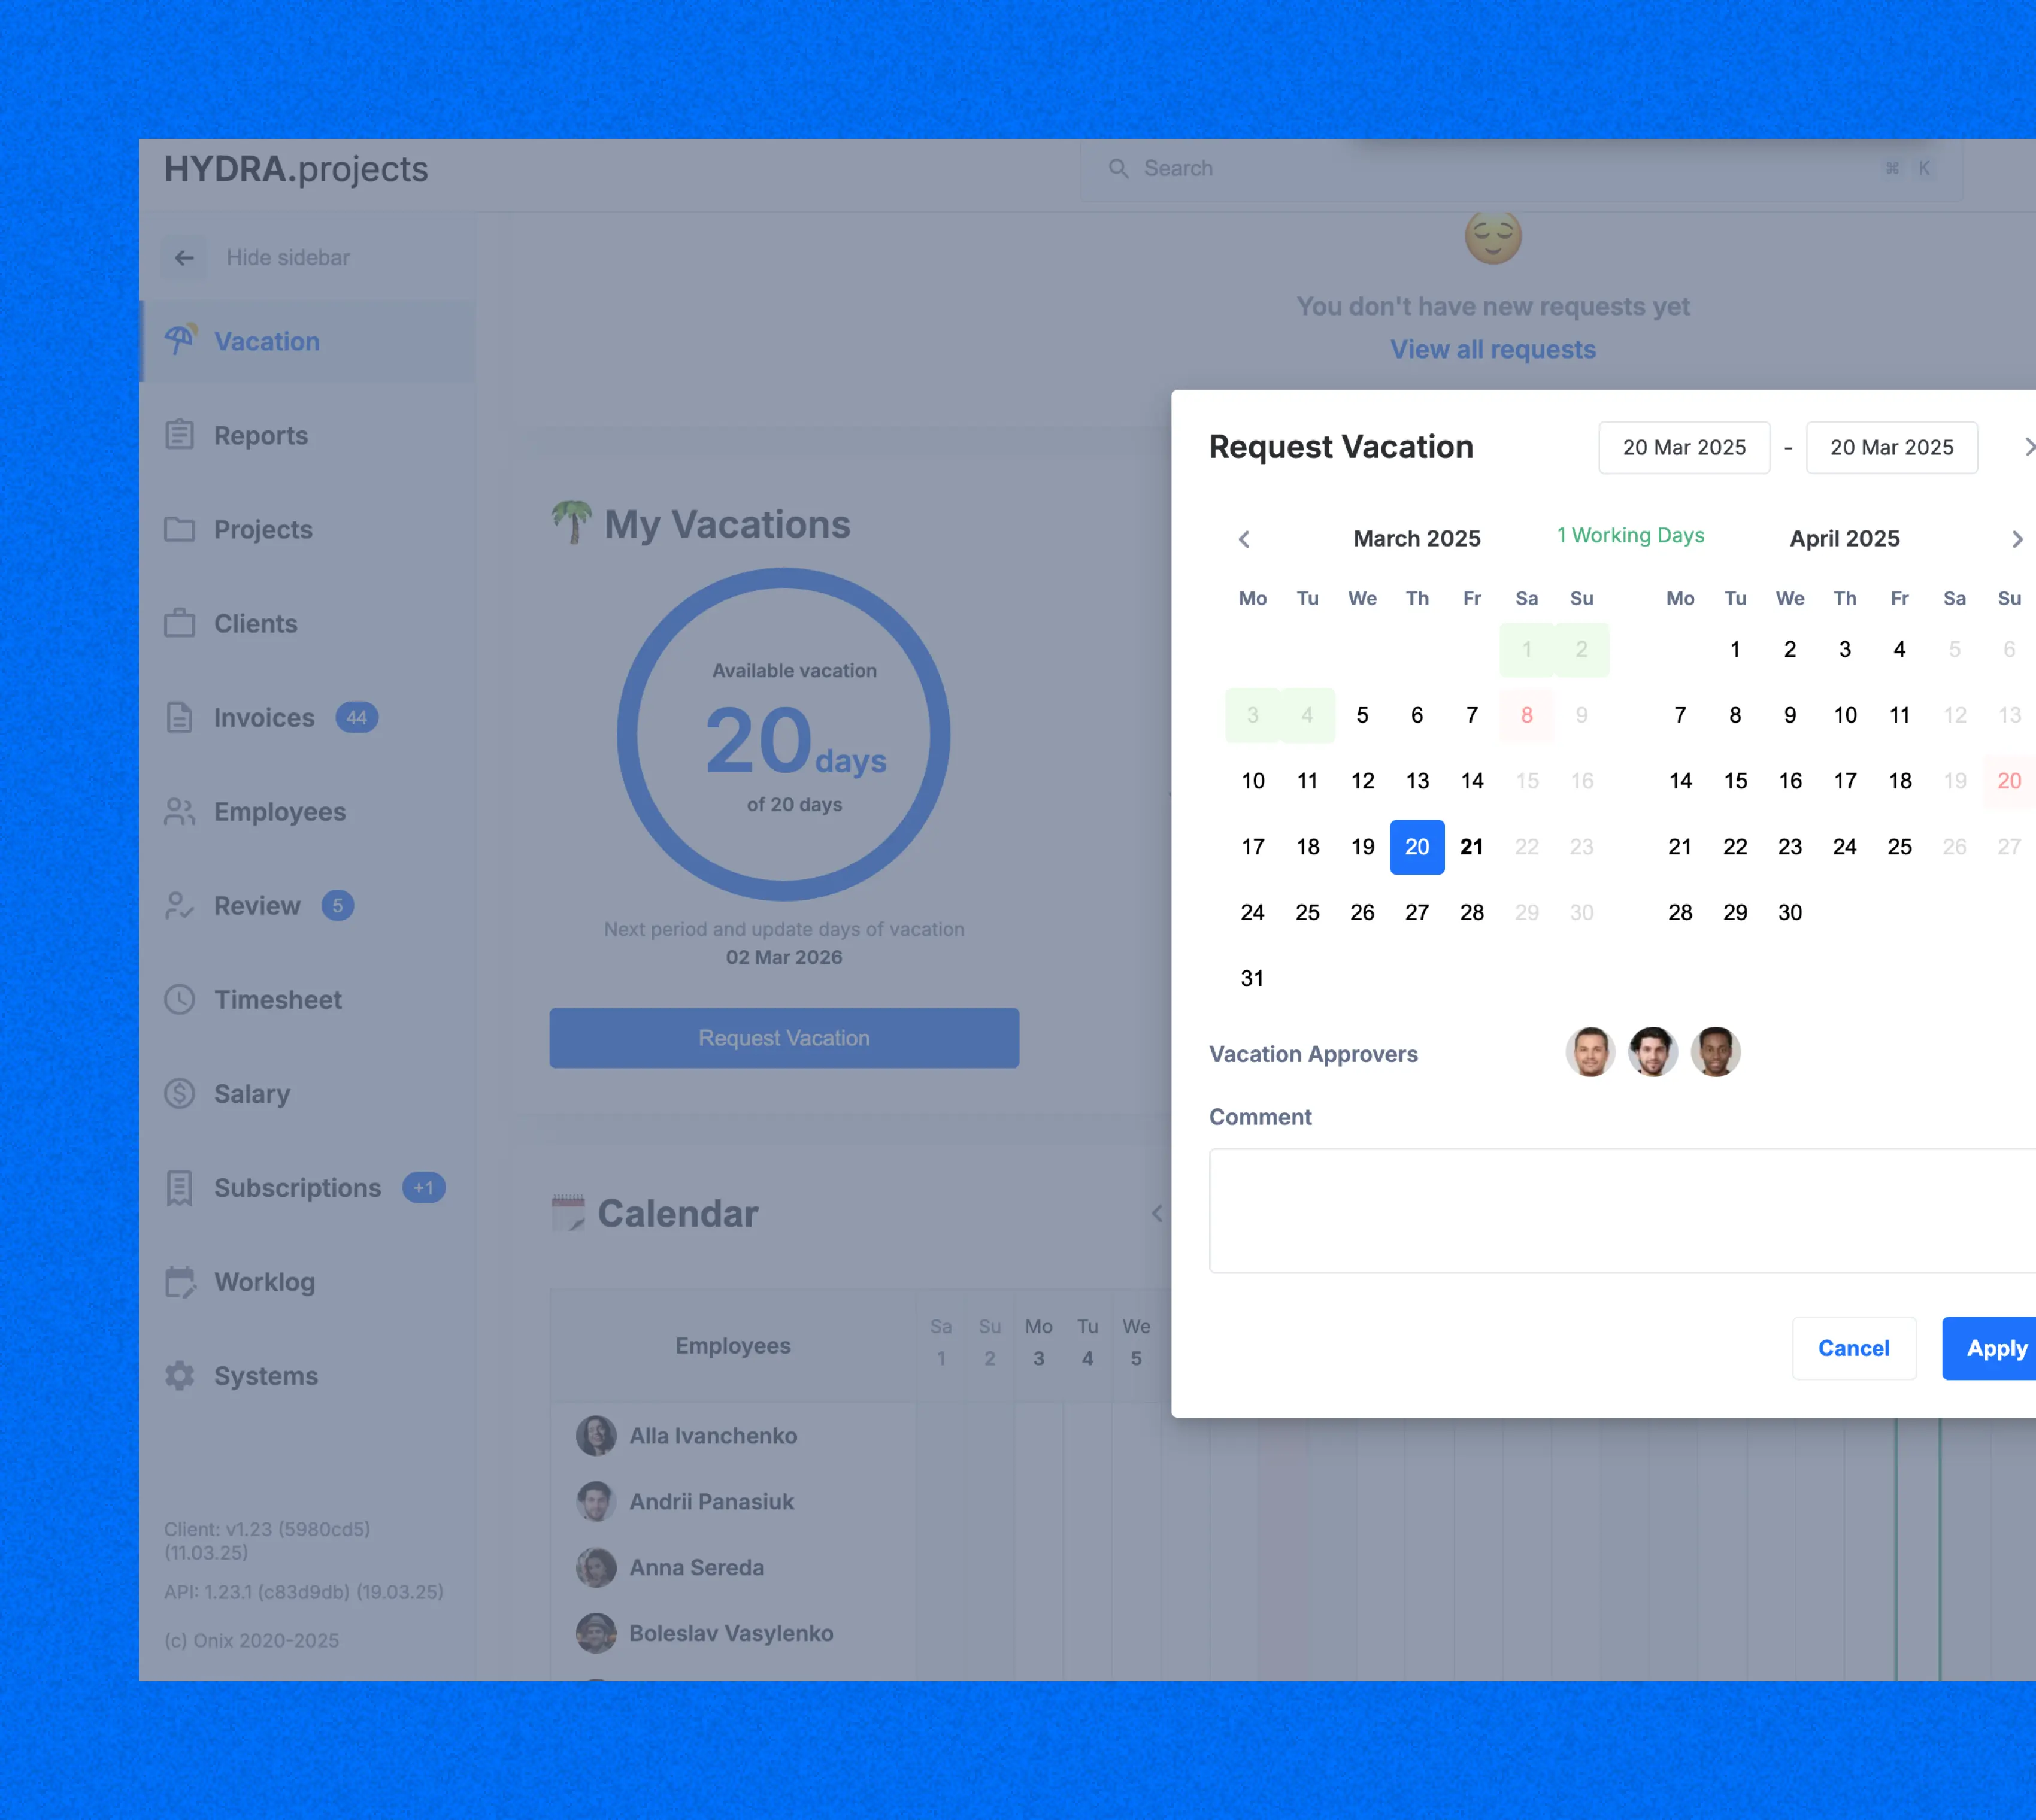 HYDRA.projects
Search
⌘ K
Hide sidebar
Vacation
Reports
Projects
Clients
Invoices 44
Employees
Review 5
Timesheet
Salary
Subscriptions +1
Worklog
Systems
Client: v1.23 (5980cd5)
(11.03.25)
API: 1.23.1 (c83d9db) (19.03.25)
(c) Onix 2020-2025
You don't have new requests yet
View all requests
My Vacations
Available vacation
20 days
of 20 days
Next period and update days of vacation
02 Mar 2026
Request Vacation
Calendar
Employees
Sa Su Mo Tu We
1 2 3 4 5
Alla Ivanchenko
Andrii Panasiuk
Anna Sereda
Boleslav Vasylenko
Request Vacation
20 Mar 2025 - 20 Mar 2025
March 2025
1 Working Days
April 2025
Mo Tu We Th Fr Sa Su
1 2
3 4 5 6 7 8 9
10 11 12 13 14 15 16
17 18 19 20 21 22 23
24 25 26 27 28 29 30
31
Mo Tu We Th Fr Sa Su
1 2 3 4 5 6
7 8 9 10 11 12 13
14 15 16 17 18 19 20
21 22 23 24 25 26 27
28 29 30
Vacation Approvers
Comment
Cancel
Apply